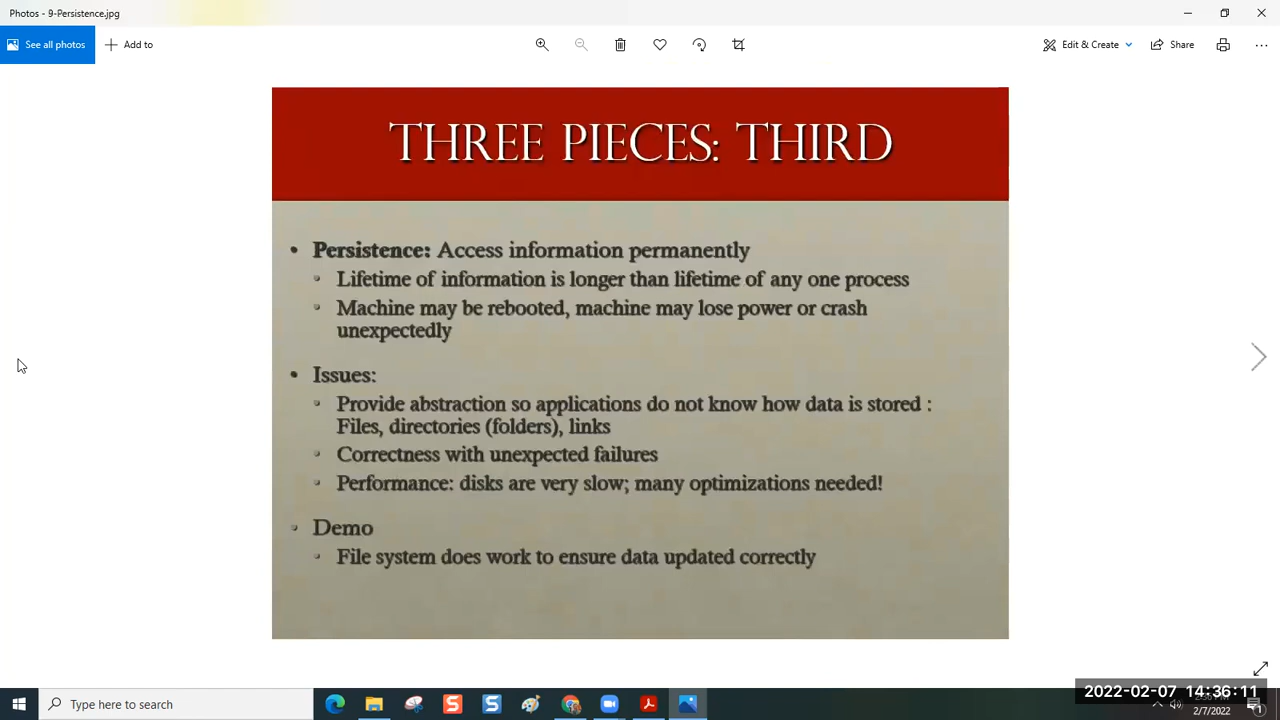 Photos - 9-Persistence.jpg
See all photos
Add to
Edit & Create
Share
THREE PIECES: THIRD
• Persistence: Access information permanently
• Lifetime of information is longer than lifetime of any one process
• Machine may be rebooted, machine may lose power or crash
unexpectedly
• Issues:
• Provide abstraction so applications do not know how data is stored :
Files, directories (folders), links
• Correctness with unexpected failures
• Performance: disks are very slow; many optimizations needed!
• Demo
• File system does work to ensure data updated correctly
2022-02-07 14:36:11
Type here to search
2/7/2022